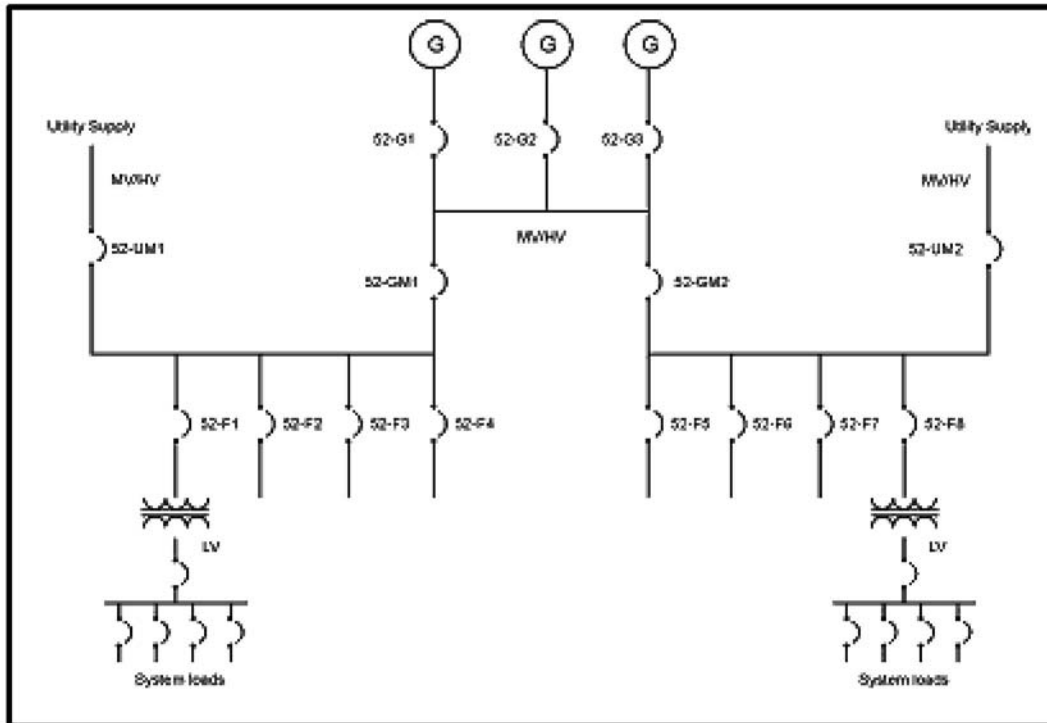 G G G
52-G1 52-G2 52-G3
Utility Supply Utility Supply
MV/HV MV/HV
MV/HV
52-UM1 52-UM2
52-GM1 52-GM2
52-F1 52-F2 52-F3 52-F4 52-F5 52-F6 52-F7 52-F8
LV LV
System loads System loads